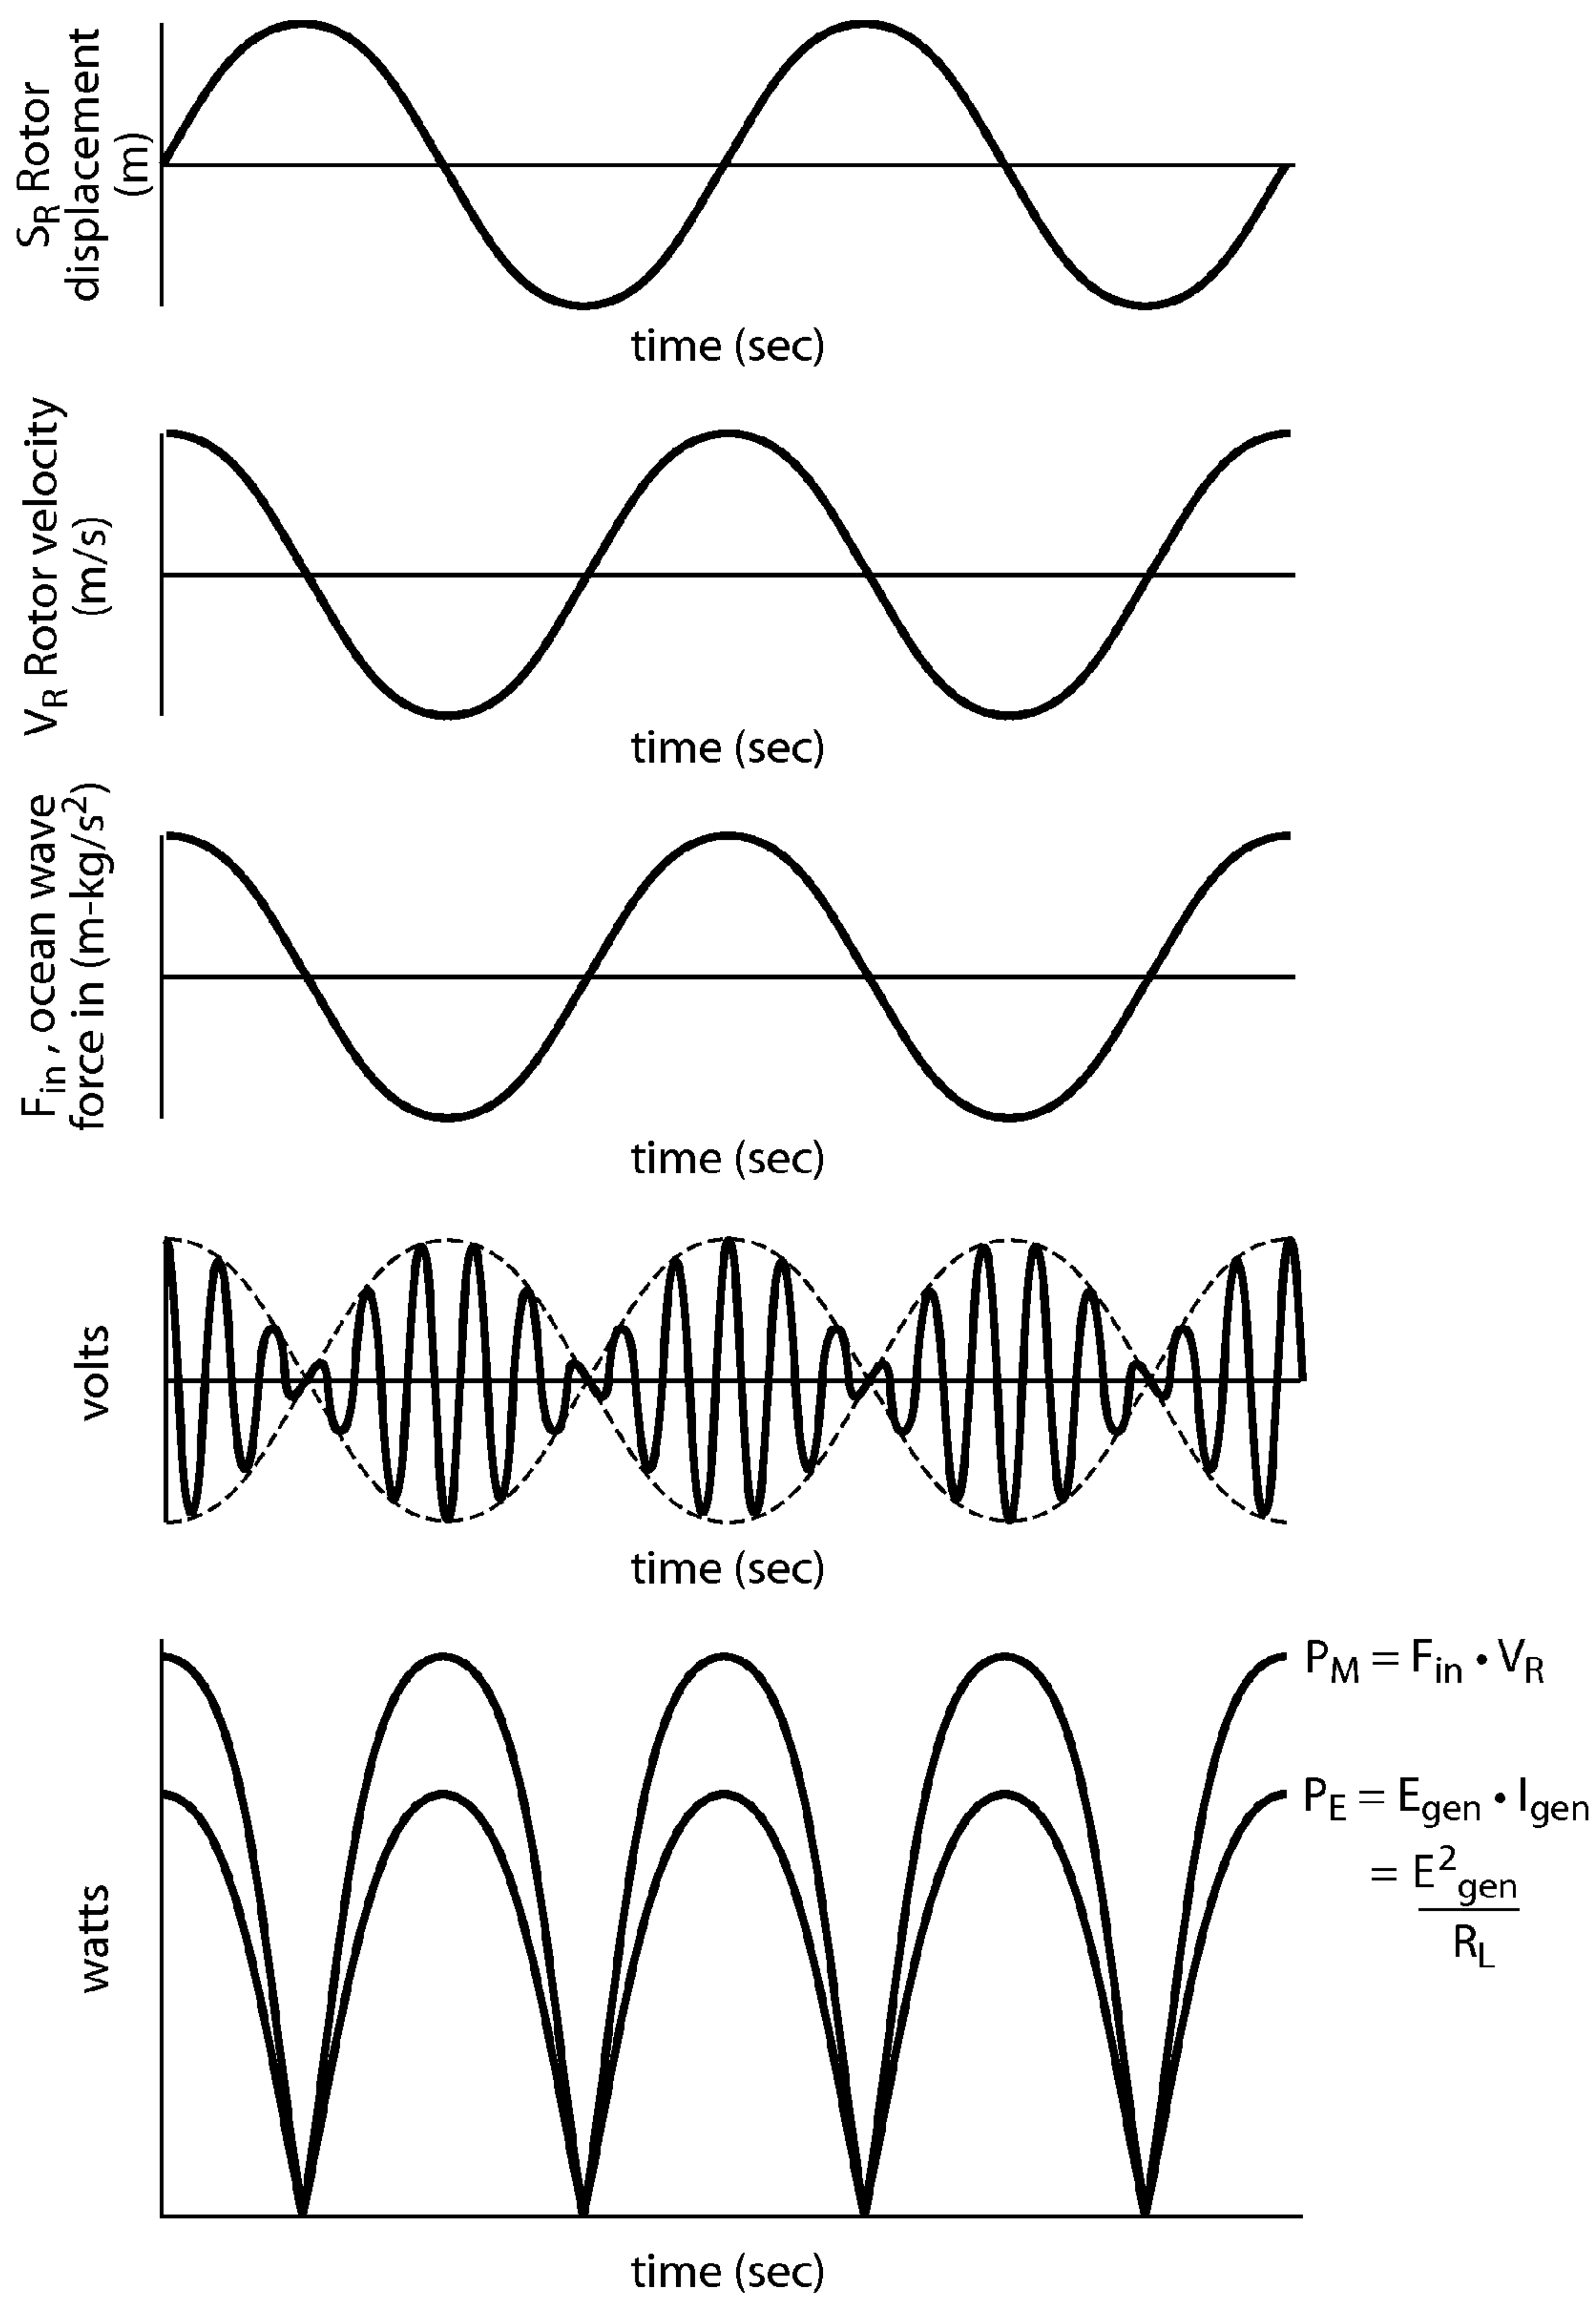 S_R Rotor
displacement
(m)
time (sec)
V_R Rotor velocity
(m/s)
time (sec)
F_in , ocean wave
force in (m-kg/s²)
time (sec)
volts
time (sec)
watts
P_M = F_in • V_R
P_E = E_gen • I_gen
= E²_gen
R_L
time (sec)